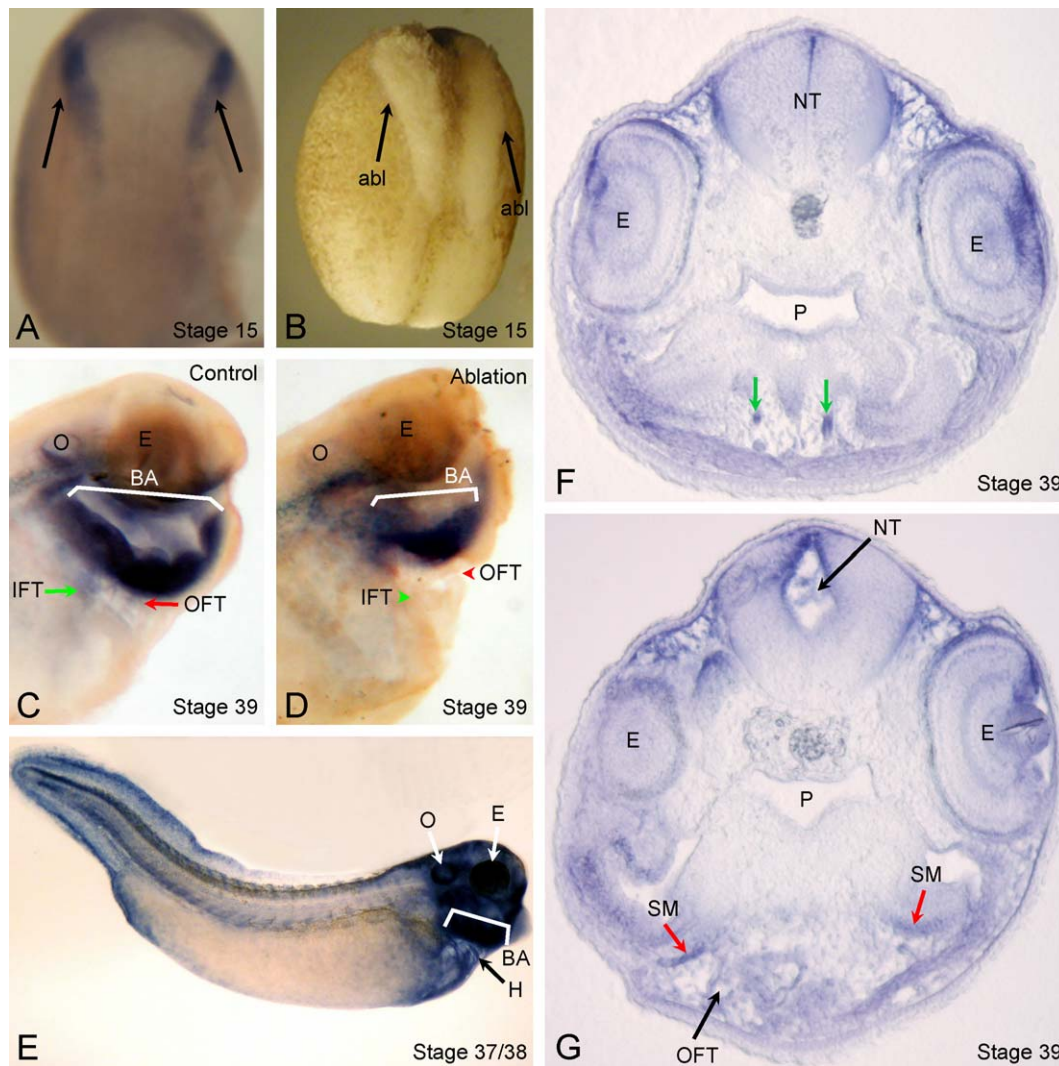 A
Stage 15
abl
abl
B
Stage 15
Control
O
E
BA
IFT
OFT
C
Stage 39
Ablation
O
E
BA
IFT
OFT
D
Stage 39
O
E
BA
H
E
Stage 37/38
NT
E
E
P
F
Stage 39
NT
E
E
P
SM
SM
OFT
G
Stage 39